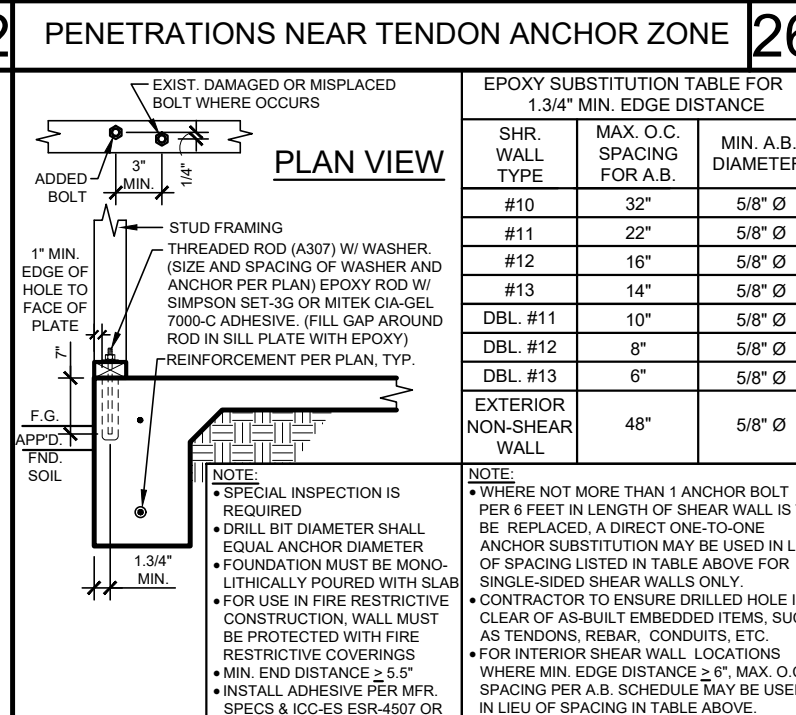 2
PENETRATIONS NEAR TENDON ANCHOR ZONE
26
EXIST. DAMAGED OR MISPLACED
BOLT WHERE OCCURS
ADDED
BOLT
3"
MIN.
1/4"
PLAN VIEW
STUD FRAMING
THREADED ROD (A307) W/ WASHER.
(SIZE AND SPACING OF WASHER AND
ANCHOR PER PLAN) EPOXY ROD W/
SIMPSON SET-3G OR MITEK CIA-GEL
7000-C ADHESIVE. (FILL GAP AROUND
ROD IN SILL PLATE WITH EPOXY)
REINFORCEMENT PER PLAN, TYP.
1" MIN.
EDGE OF
HOLE TO
FACE OF
PLATE
7"
F.G.
APP'D.
FND.
SOIL
1.3/4"
MIN.
NOTE:
• SPECIAL INSPECTION IS
REQUIRED
• DRILL BIT DIAMETER SHALL
EQUAL ANCHOR DIAMETER
• FOUNDATION MUST BE MONO-
LITHICALLY POURED WITH SLAB
• FOR USE IN FIRE RESTRICTIVE
CONSTRUCTION, WALL MUST
BE PROTECTED WITH FIRE
RESTRICTIVE COVERINGS
• MIN. END DISTANCE ≥ 5.5"
• INSTALL ADHESIVE PER MFR.
SPECS & ICC-ES ESR-4507 OR
EPOXY SUBSTITUTION TABLE FOR
1.3/4" MIN. EDGE DISTANCE
SHR. WALL TYPE MAX. O.C. SPACING FOR A.B. MIN. A.B. DIAMETER
#10 32" 5/8" Ø
#11 22" 5/8" Ø
#12 16" 5/8" Ø
#13 14" 5/8" Ø
DBL. #11 10" 5/8" Ø
DBL. #12 8" 5/8" Ø
DBL. #13 6" 5/8" Ø
EXTERIOR NON-SHEAR WALL 48" 5/8" Ø
NOTE:
• WHERE NOT MORE THAN 1 ANCHOR BOLT
PER 6 FEET IN LENGTH OF SHEAR WALL IS
BE REPLACED, A DIRECT ONE-TO-ONE
ANCHOR SUBSTITUTION MAY BE USED IN
OF SPACING LISTED IN TABLE ABOVE FOR
SINGLE-SIDED SHEAR WALLS ONLY.
• CONTRACTOR TO ENSURE DRILLED HOLE
CLEAR OF AS-BUILT EMBEDDED ITEMS,
AS TENDONS, REBAR, CONDUITS, ETC.
• FOR INTERIOR SHEAR WALL LOCATIONS
WHERE MIN. EDGE DISTANCE ≥ 6", MAX.
SPACING PER A.B. SCHEDULE MAY BE USED
IN LIEU OF SPACING IN TABLE ABOVE.